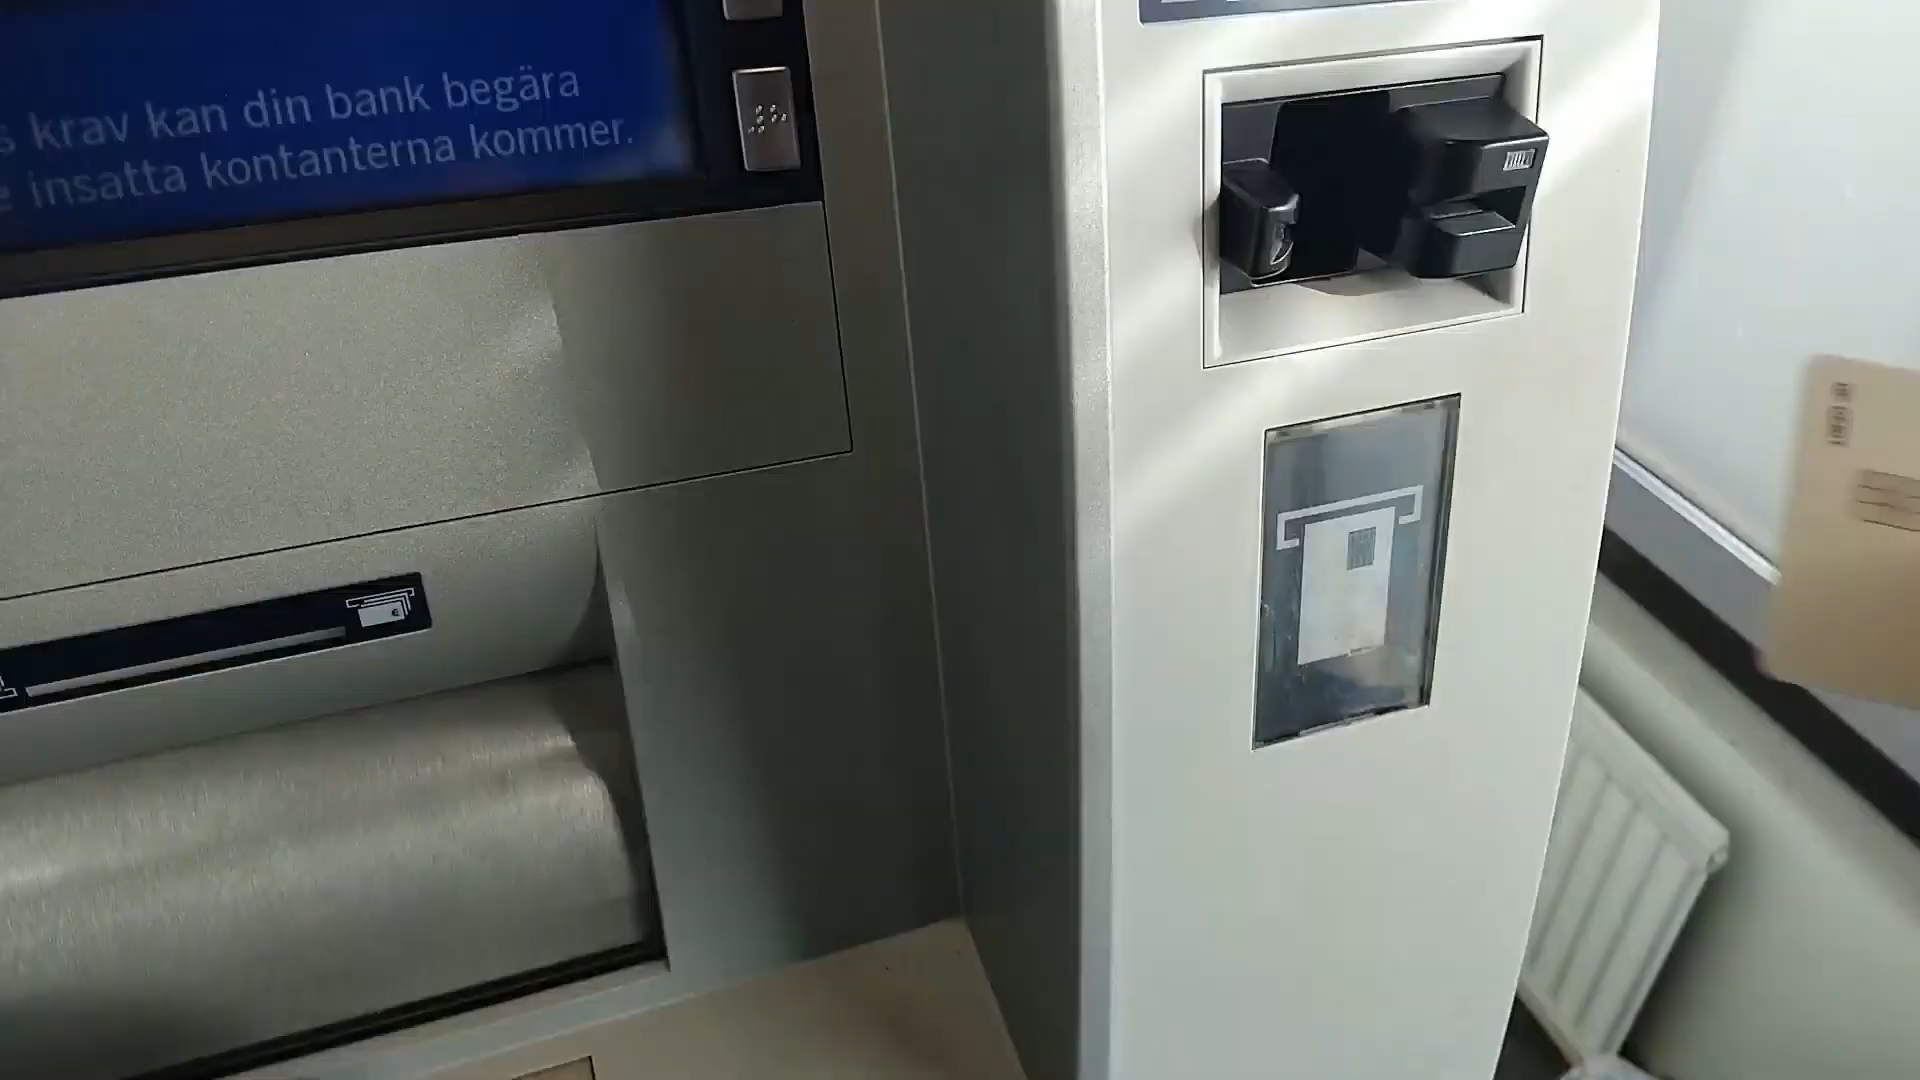 s krav kan din bank begära
e insatta kontanterna kommer.